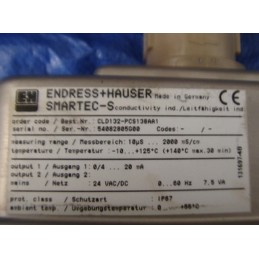 ENDRESS+HAUSER Made in Germany
SMARTEC-S conductivity ind./Leitfähigkeit ind
order code / Best.Nr.: CLD132-PCS138AA1
serial no. / Ser.-Nr.: 54002805G00 Codes: - / -
measuring range / Messbereich: 10µS ... 2000 mS/cm
temperature / Temperatur : -10...+125°C (+140°C max.30 min)
output 1 / Ausgang 1: 0/4 ... 20 mA
output 2 / Ausgang 2:
mains / Netz : 24 VAC/DC 0...60 Hz 7.5 VA
prot. class / Schutzart : IP67
ambient temp / Umgebungstemperatur: 0 ...+55°C